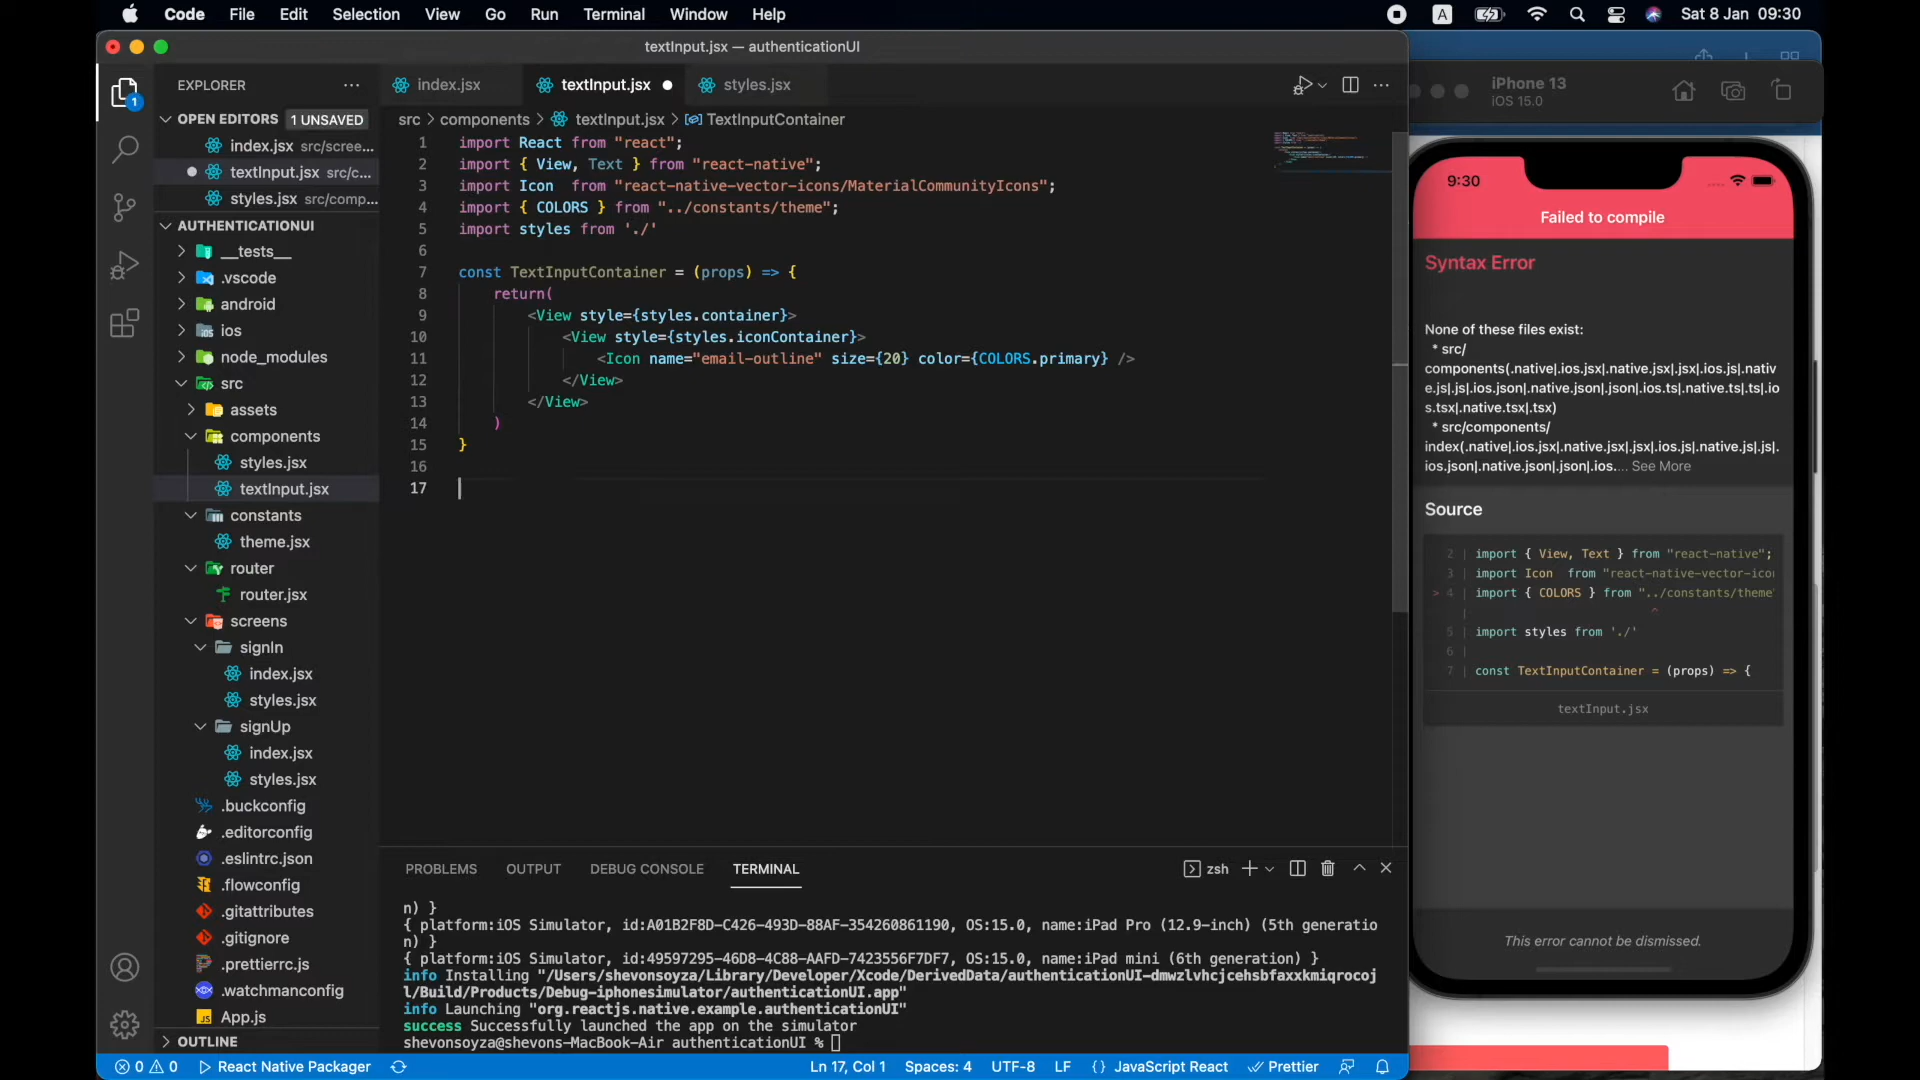 Code File Edit Selection View Go Run Terminal Window Help
A Sat 8 Jan 09:30
textInput.jsx — authenticationUI
EXPLORER
index.jsx textInput.jsx styles.jsx
OPEN EDITORS 1 UNSAVED
index.jsx src/scree...
textInput.jsx src/c...
styles.jsx src/comp...
AUTHENTICATIONUI
__tests__
.vscode
android
ios
node_modules
src
assets
components
styles.jsx
textInput.jsx
constants
theme.jsx
router
router.jsx
screens
signIn
index.jsx
styles.jsx
signUp
index.jsx
styles.jsx
.buckconfig
.editorconfig
.eslintrc.json
.flowconfig
.gitattributes
.gitignore
.prettierrc.js
.watchmanconfig
App.js
OUTLINE
1
src > components > textInput.jsx > TextInputContainer
1 import React from "react";
2 import { View, Text } from "react-native";
3 import Icon  from "react-native-vector-icons/MaterialCommunityIcons";
4 import { COLORS } from "../constants/theme";
5 import styles from './'
6
7 const TextInputContainer = (props) => {
8     return(
9         <View style={styles.container}>
10             <View style={styles.iconContainer}>
11                 <Icon name="email-outline" size={20} color={COLORS.primary} />
12             </View>
13         </View>
14     )
15 }
16
17
PROBLEMS OUTPUT DEBUG CONSOLE TERMINAL
zsh
n) }
{ platform:iOS Simulator, id:A01B2F8D-C426-493D-88AF-354260861190, OS:15.0, name:iPad Pro (12.9-inch) (5th generatio
n) }
{ platform:iOS Simulator, id:49597295-46D8-4C88-AAFD-7423556F7DF7, OS:15.0, name:iPad mini (6th generation) }
info Installing "/Users/shevonsoyza/Library/Developer/Xcode/DerivedData/authenticationUI-dmwzlvhcjcehsbfaxxkmiqrocoj
l/Build/Products/Debug-iphonesimulator/authenticationUI.app"
info Launching "org.reactjs.native.example.authenticationUI"
success Successfully launched the app on the simulator
shevonsoyza@shevons-MacBook-Air authenticationUI %
0 0 React Native Packager
Ln 17, Col 1 Spaces: 4 UTF-8 LF {} JavaScript React Prettier
iPhone 13
iOS 15.0
9:30
Failed to compile
Syntax Error
None of these files exist:
* src/
components(.native|.ios.jsx|.native.jsx|.jsx|.ios.js|.nativ
e.js|.js|.ios.json|.native.json|.json|.ios.ts|.native.ts|.ts|.io
s.tsx|.native.tsx|.tsx)
* src/components/
index(.native|.ios.jsx|.native.jsx|.jsx|.ios.js|.native.js|.js|.
ios.json|.native.json|.json|.ios.... See More
Source
2 | import { View, Text } from "react-native";
3 | import Icon  from "react-native-vector-icon
> 4 | import { COLORS } from "../constants/theme"
| ^
5 | import styles from './'
6 |
7 | const TextInputContainer = (props) => {
textInput.jsx
This error cannot be dismissed.